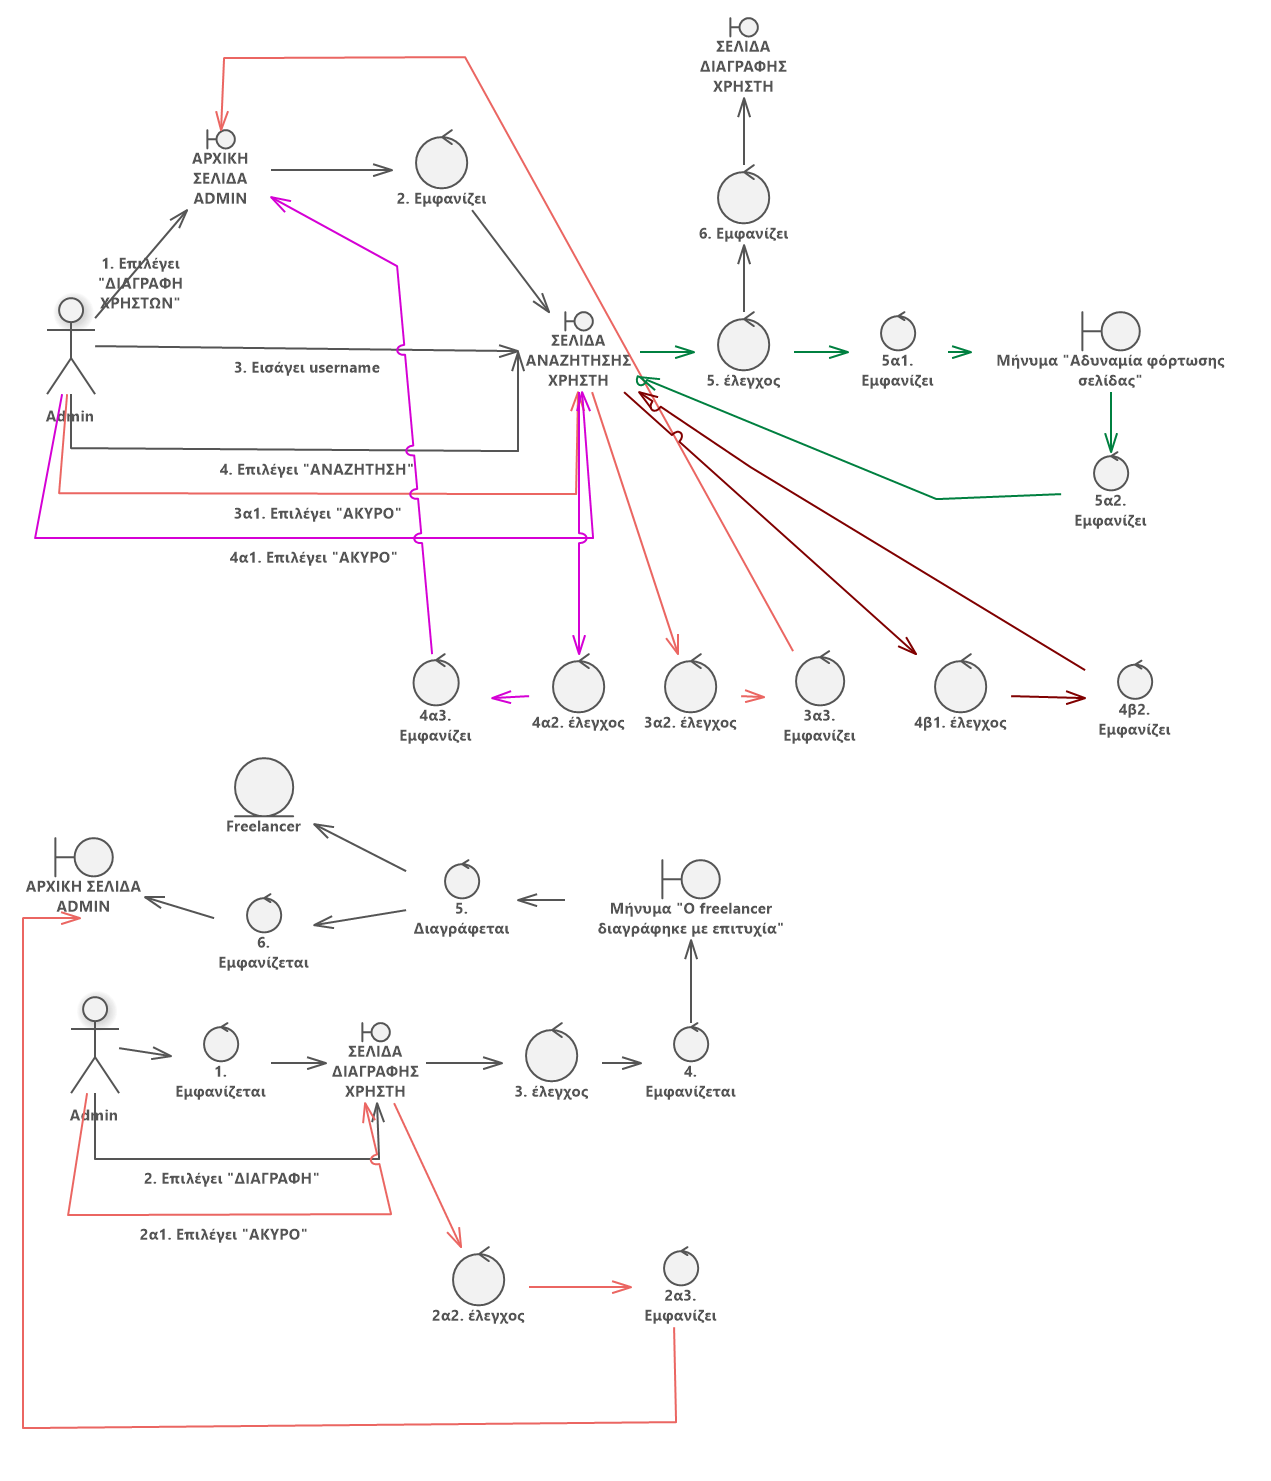 ΣΕΛΙΔΑ
ΔΙΑΓΡΑΦΗΣ
ΧΡΗΣΤΗ
ΑΡΧΙΚΗ
ΣΕΛΙΔΑ
ADMIN
2. Εμφανίζει
6. Εμφανίζει
1. Επιλέγει
"ΔΙΑΓΡΑΦΗ
ΧΡΗΣΤΩΝ"
Admin
3. Εισάγει username
ΣΕΛΙΔΑ
ΑΝΑΖΗΤΗΣΗΣ
ΧΡΗΣΤΗ
5. έλεγχος
5α1.
Εμφανίζει
Μήνυμα "Αδυναμία φόρτωσης
σελίδας"
4. Επιλέγει "ΑΝΑΖΗΤΗΣΗ"
3α1. Επιλέγει "ΑΚΥΡΟ"
4α1. Επιλέγει "ΑΚΥΡΟ"
5α2.
Εμφανίζει
4α3.
Εμφανίζει
4α2. έλεγχος
3α2. έλεγχος
3α3.
Εμφανίζει
4β1. έλεγχος
4β2.
Εμφανίζει
Freelancer
ΑΡΧΙΚΗ ΣΕΛΙΔΑ
ADMIN
6.
Εμφανίζεται
5.
Διαγράφεται
Μήνυμα "Ο freelancer
διαγράφηκε με επιτυχία"
Admin
1.
Εμφανίζεται
ΣΕΛΙΔΑ
ΔΙΑΓΡΑΦΗΣ
ΧΡΗΣΤΗ
3. έλεγχος
4.
Εμφανίζεται
2. Επιλέγει "ΔΙΑΓΡΑΦΗ"
2α1. Επιλέγει "ΑΚΥΡΟ"
2α2. έλεγχος
2α3.
Εμφανίζει